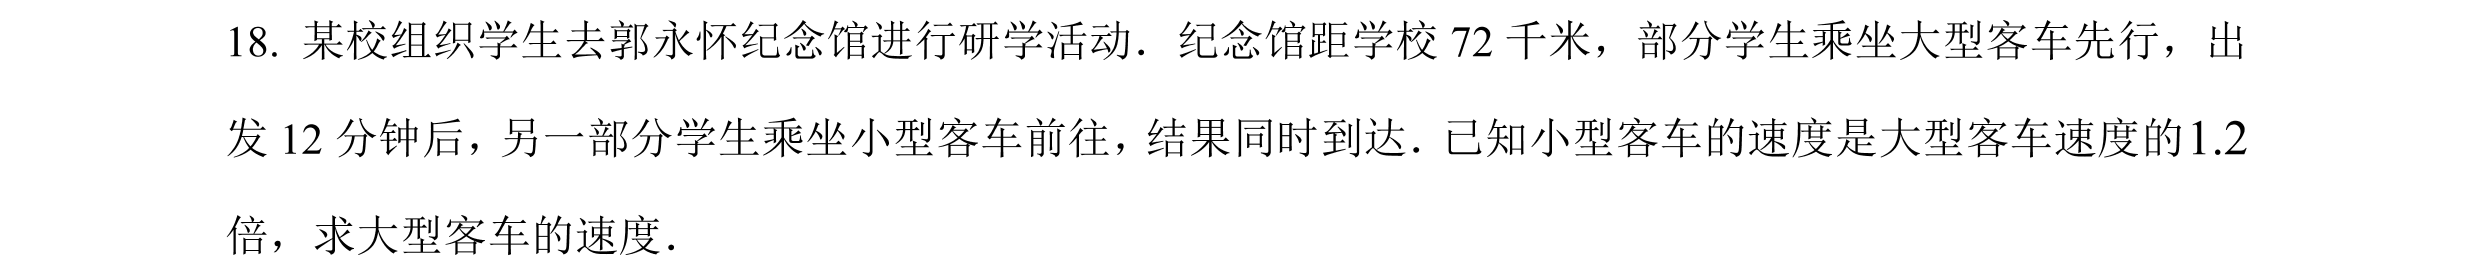 18. 某校组织学生去郭永怀纪念馆进行研学活动．纪念馆距学校 72 千米，部分学生乘坐大型客车先行，出
发 12 分钟后，另一部分学生乘坐小型客车前往，结果同时到达．已知小型客车的速度是大型客车速度的1.2
倍，求大型客车的速度．